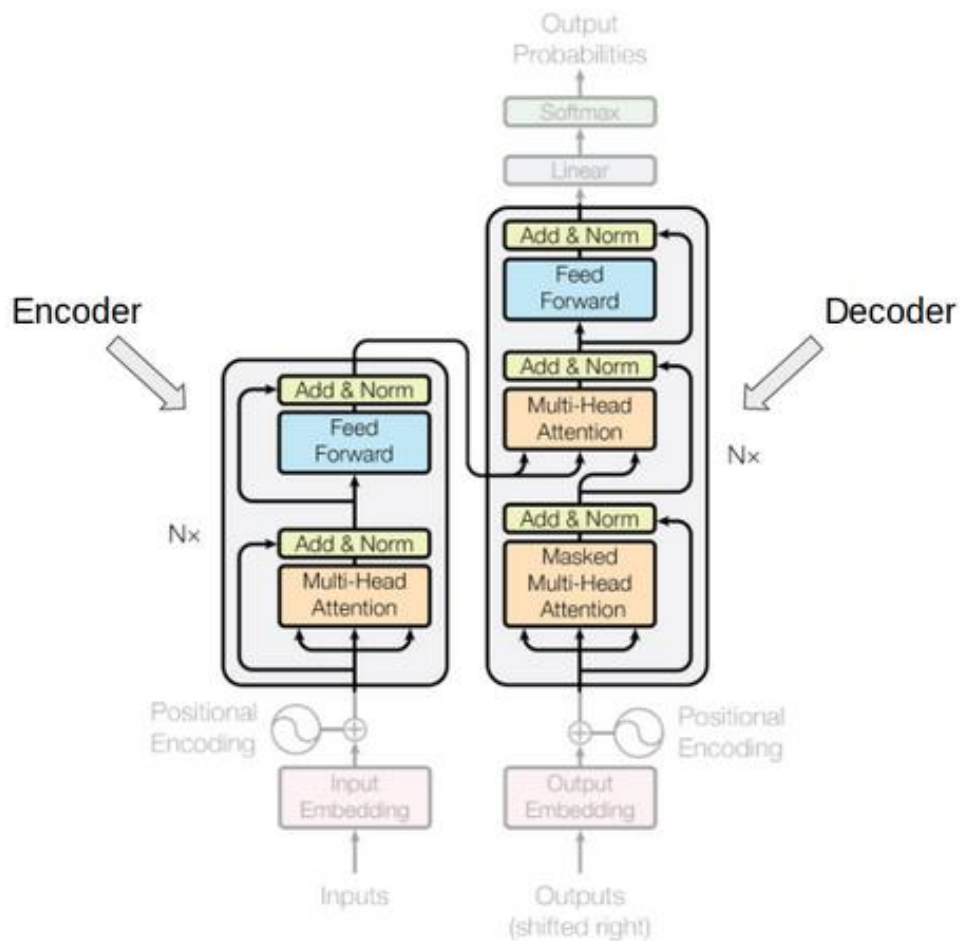 Output
Probabilities
Softmax
Linear
Add & Norm
Feed
Forward
Add & Norm
Multi-Head
Attention
Add & Norm
Masked
Multi-Head
Attention
N×
Decoder
Encoder
Add & Norm
Feed
Forward
Add & Norm
Multi-Head
Attention
N×
Positional
Encoding
Input
Embedding
Inputs
Positional
Encoding
Output
Embedding
Outputs
(shifted right)